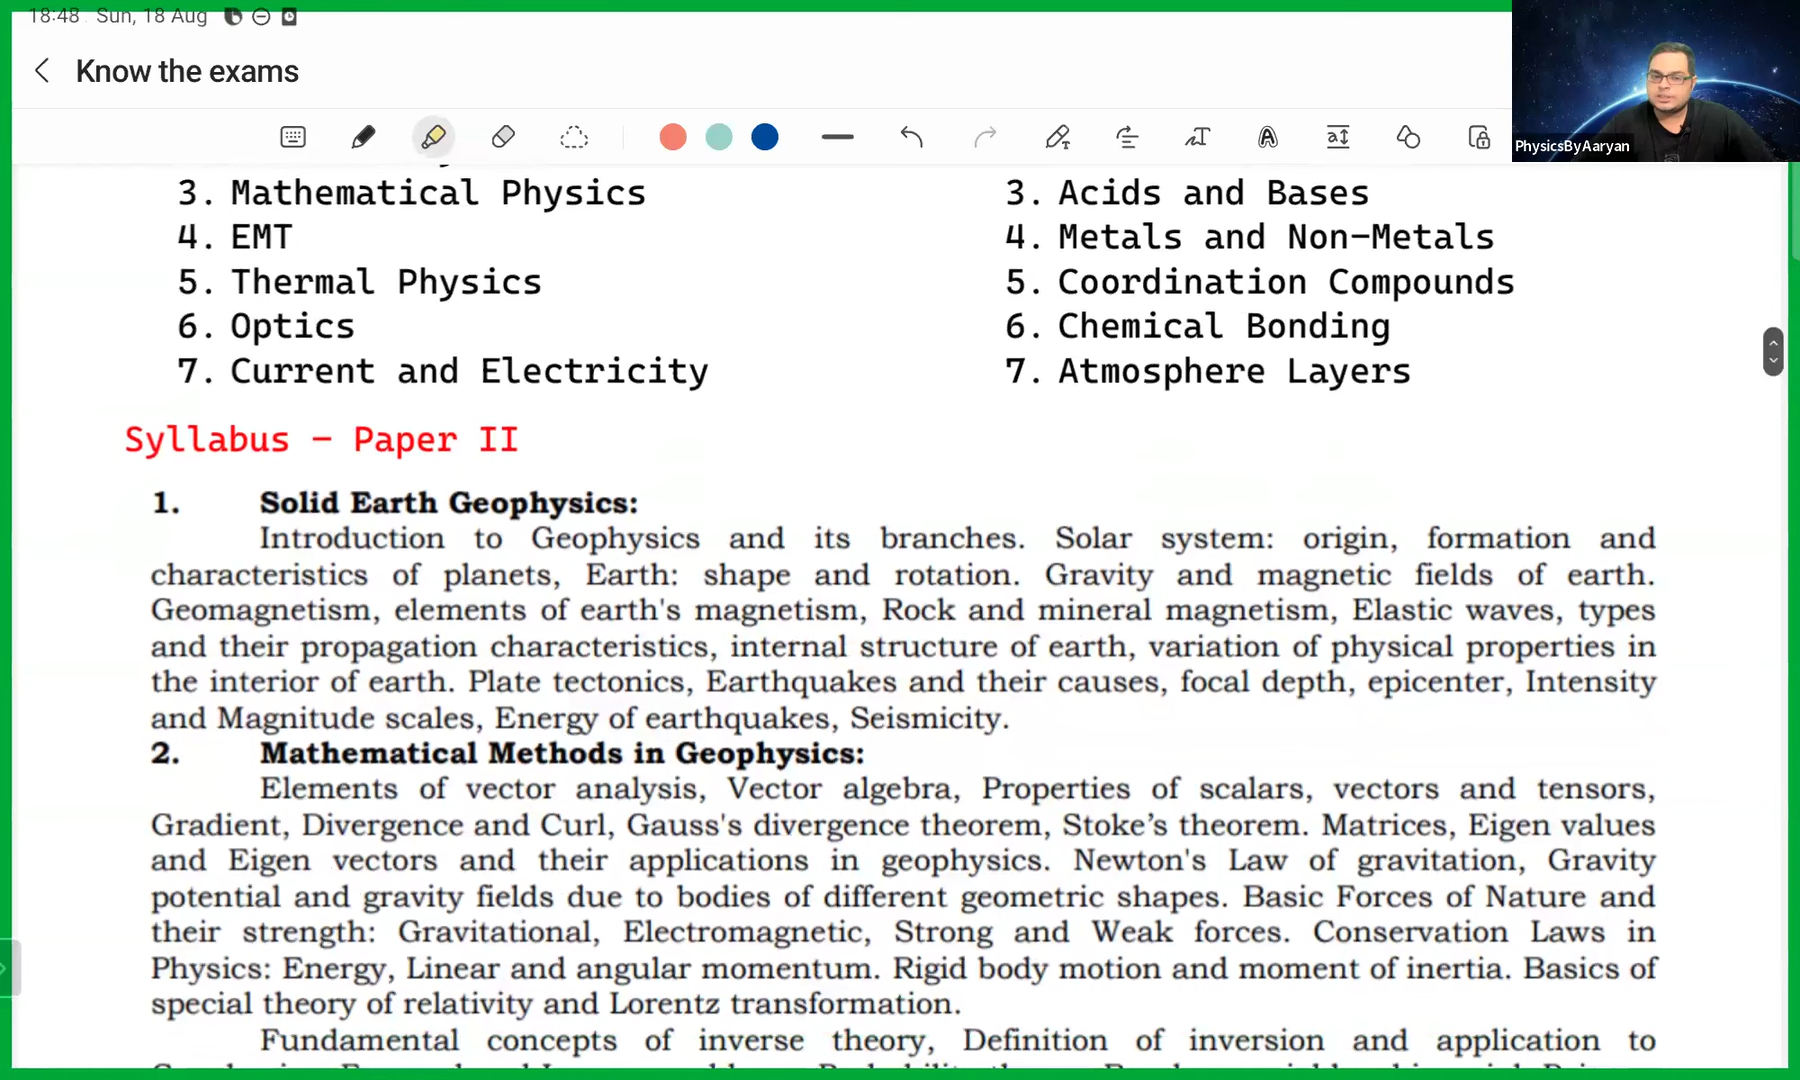 18:48 Sun, 18 Aug
Know the exams
PhysicsByAaryan
3. Mathematical Physics
4. EMT
5. Thermal Physics
6. Optics
7. Current and Electricity
3. Acids and Bases
4. Metals and Non-Metals
5. Coordination Compounds
6. Chemical Bonding
7. Atmosphere Layers
Syllabus - Paper II
1. Solid Earth Geophysics:
Introduction to Geophysics and its branches. Solar system: origin, formation and
characteristics of planets, Earth: shape and rotation. Gravity and magnetic fields of earth.
Geomagnetism, elements of earth's magnetism, Rock and mineral magnetism, Elastic waves, types
and their propagation characteristics, internal structure of earth, variation of physical properties in
the interior of earth. Plate tectonics, Earthquakes and their causes, focal depth, epicenter, Intensity
and Magnitude scales, Energy of earthquakes, Seismicity.
2. Mathematical Methods in Geophysics:
Elements of vector analysis, Vector algebra, Properties of scalars, vectors and tensors,
Gradient, Divergence and Curl, Gauss's divergence theorem, Stoke's theorem. Matrices, Eigen values
and Eigen vectors and their applications in geophysics. Newton's Law of gravitation, Gravity
potential and gravity fields due to bodies of different geometric shapes. Basic Forces of Nature and
their strength: Gravitational, Electromagnetic, Strong and Weak forces. Conservation Laws in
Physics: Energy, Linear and angular momentum. Rigid body motion and moment of inertia. Basics of
special theory of relativity and Lorentz transformation.
Fundamental concepts of inverse theory, Definition of inversion and application to